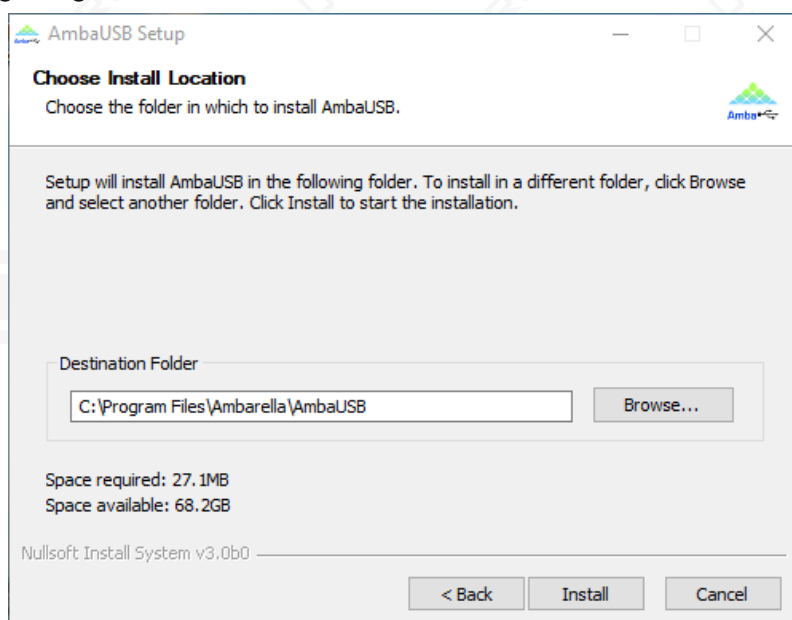 AmbaUSB Setup
Choose Install Location
Choose the folder in which to install AmbaUSB.
Amba
Setup will install AmbaUSB in the following folder. To install in a different folder, click Browse
and select another folder. Click Install to start the installation.
Destination Folder
C:\Program Files\Ambarella\AmbaUSB
Browse...
Space required: 27.1MB
Space available: 68.2GB
Nullsoft Install System v3.0b0
< Back
Install
Cancel